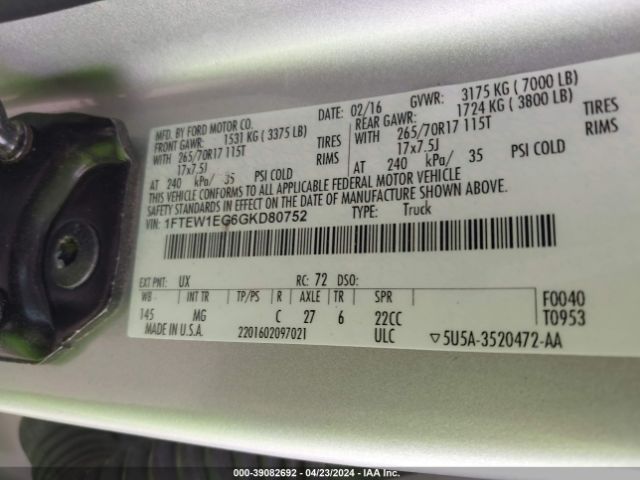 MFD. BY FORD MOTOR CO.
02/16 GVWR: 3175 KG ( 7000 LB)
FRONT GAWR: 1531 KG ( 3375 LB)
REAR GAWR: 1724 KG ( 3800 LB)
WITH 265/70R17 115T TIRES
WITH 265/70R17 115T TIRES
17x7.5J RIMS
17x7.5J RIMS
AT 240 kPa/ 35 PSI COLD
AT 240 kPa/ 35 PSI COLD
THIS VEHICLE CONFORMS TO ALL APPLICABLE FEDERAL MOTOR VEHICLE
SAFETY STANDARDS IN EFFECT ON THE DATE OF MANUFACTURE SHOWN ABOVE.
VIN: 1FTEW1EG6GKD80752 TYPE: Truck
EXT PNT: UX RC: 72 DSO:
WB INT TR TP/PS R AXLE TR SPR F0040
145 MG C 27 6 22CC T0953
MADE IN U.S.A. 2201602097021 ULC ▽5U5A-3520472-AA
000-39082692 - 04/23/2024 - IAA Inc.